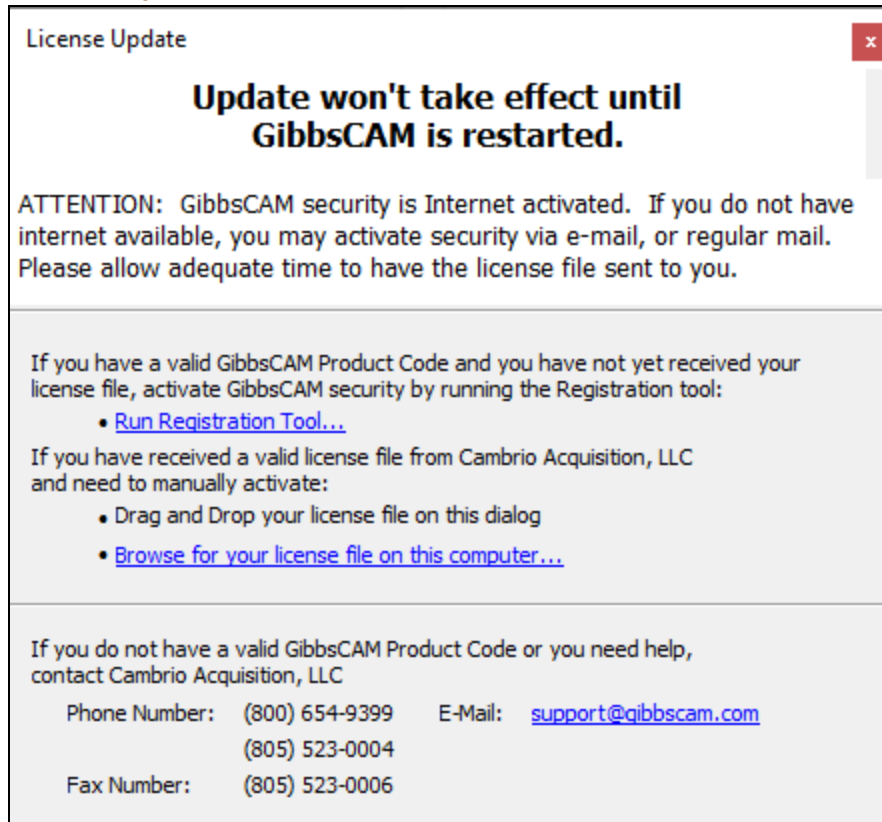 License Update
x
Update won't take effect until
GibbsCAM is restarted.
ATTENTION:  GibbsCAM security is Internet activated.  If you do not have
internet available, you may activate security via e-mail, or regular mail.
Please allow adequate time to have the license file sent to you.
If you have a valid GibbsCAM Product Code and you have not yet received your
license file, activate GibbsCAM security by running the Registration tool:
• Run Registration Tool...
If you have received a valid license file from Cambrio Acquisition, LLC
and need to manually activate:
• Drag and Drop your license file on this dialog
• Browse for your license file on this computer...
If you do not have a valid GibbsCAM Product Code or you need help,
contact Cambrio Acquisition, LLC
Phone Number: (800) 654-9399 E-Mail: support@gibbscam.com
(805) 523-0004
Fax Number: (805) 523-0006